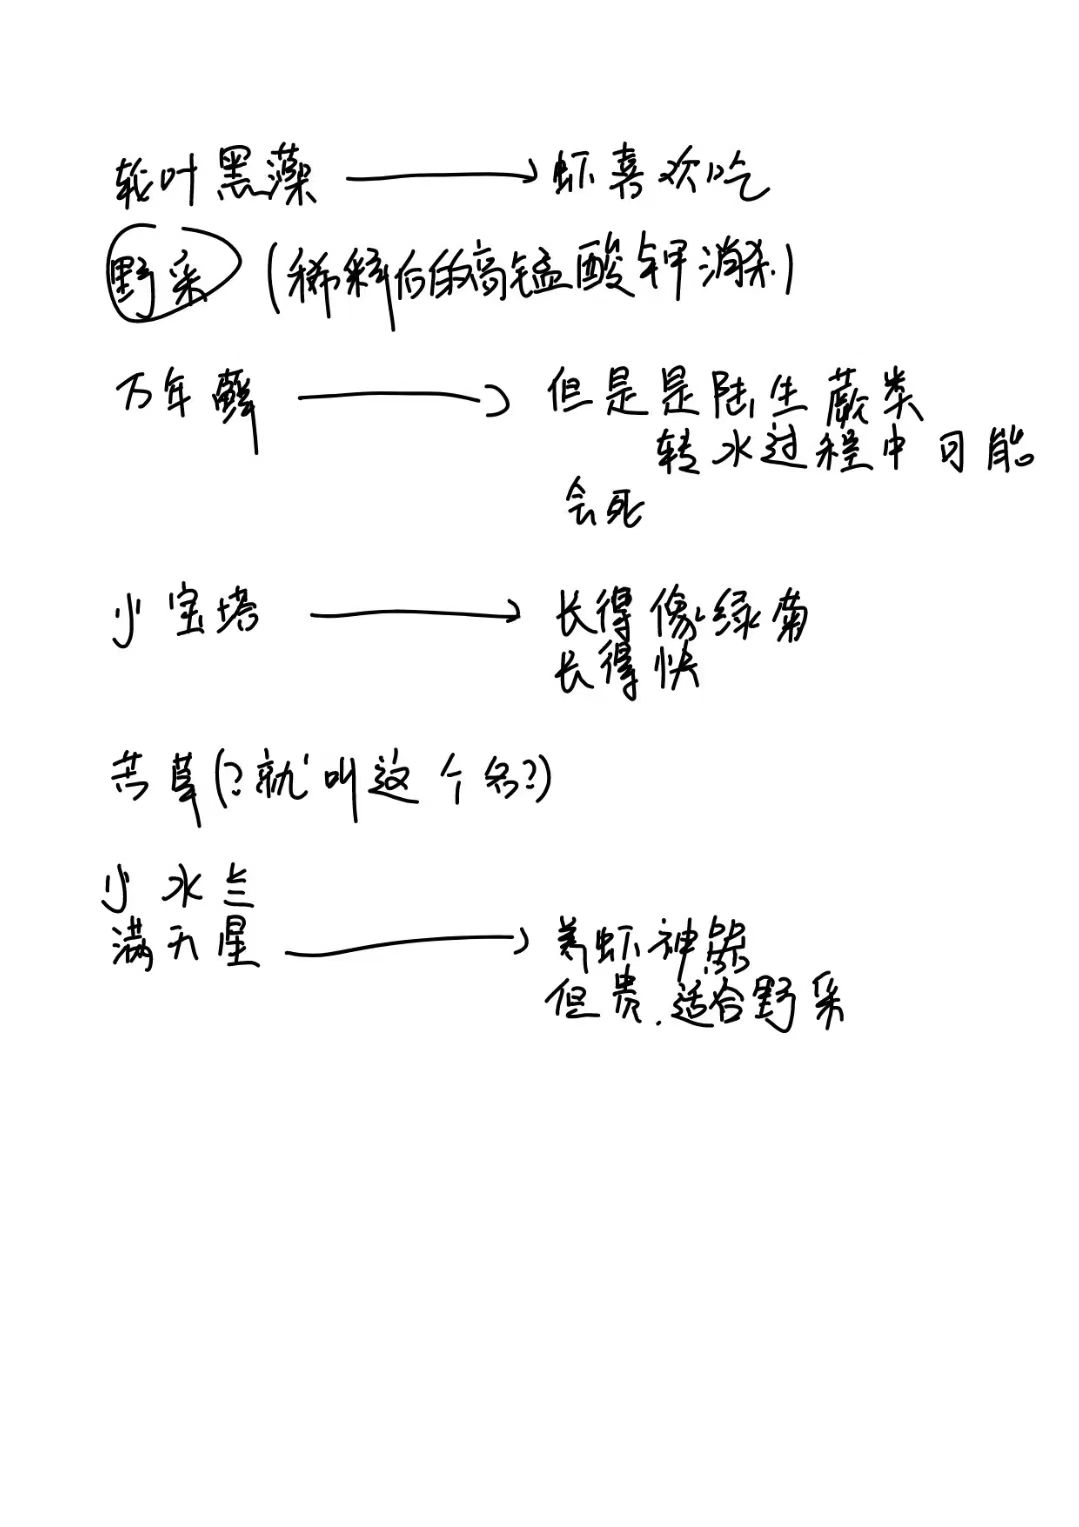 轮叶黑藻 → 虾喜欢吃
野采 (稀释后的高锰酸钾消杀)
万年藓 → 但是是陆生蕨类
转水过程中可能
会死
小宝塔 → 长得像绿菊
长得快
苦草(?就叫这个名?)
小水兰
满天星 → 养虾神器
但贵.适合野采